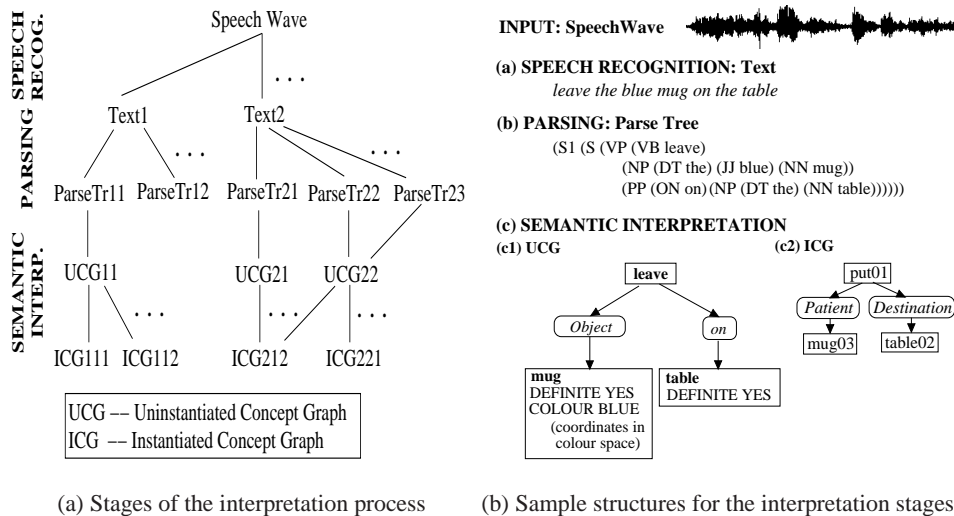 SPEECH
RECOG.
PARSING
SEMANTIC
INTERP.
Speech Wave
. . .
Text1
Text2
. . .
. . .
ParseTr11
ParseTr12
ParseTr21
ParseTr22
ParseTr23
UCG11
UCG21
UCG22
. . .
. . .
. . .
ICG111
ICG112
ICG212
ICG221
UCG –– Uninstantiated Concept Graph
ICG –– Instantiated Concept Graph
(a) Stages of the interpretation process
INPUT: SpeechWave
(a) SPEECH RECOGNITION: Text
leave the blue mug on the table
(b) PARSING: Parse Tree
(S1 (S (VP (VB leave)
(NP (DT the) (JJ blue) (NN mug))
(PP (ON on)(NP (DT the) (NN table))))))
(c) SEMANTIC INTERPRETATION
(c1) UCG
leave
Object
on
mug
DEFINITE YES
COLOUR BLUE
(coordinates in
colour space)
table
DEFINITE YES
(c2) ICG
put01
Patient
Destination
mug03
table02
(b) Sample structures for the interpretation stages